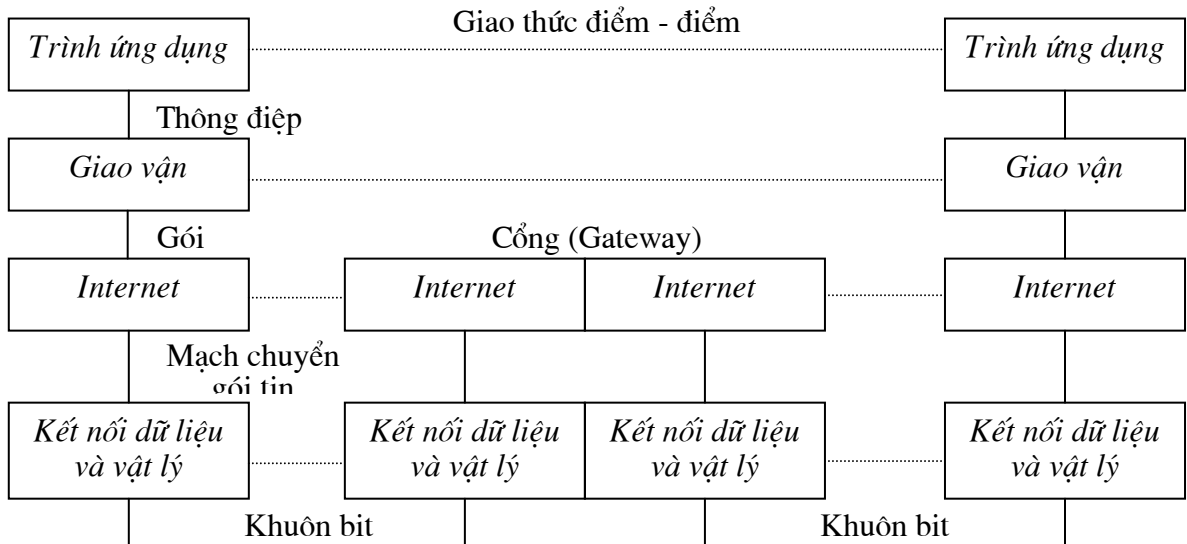 Giao thức điểm - điểm
Trình ứng dụng
Trình ứng dụng
Thông điệp
Giao vận
Giao vận
Gói
Cổng (Gateway)
Internet
Internet
Internet
Internet
Mạch chuyển
gói tin
Kết nối dữ liệu
và vật lý
Kết nối dữ liệu
và vật lý
Kết nối dữ liệu
và vật lý
Kết nối dữ liệu
và vật lý
Khuôn bit
Khuôn bit